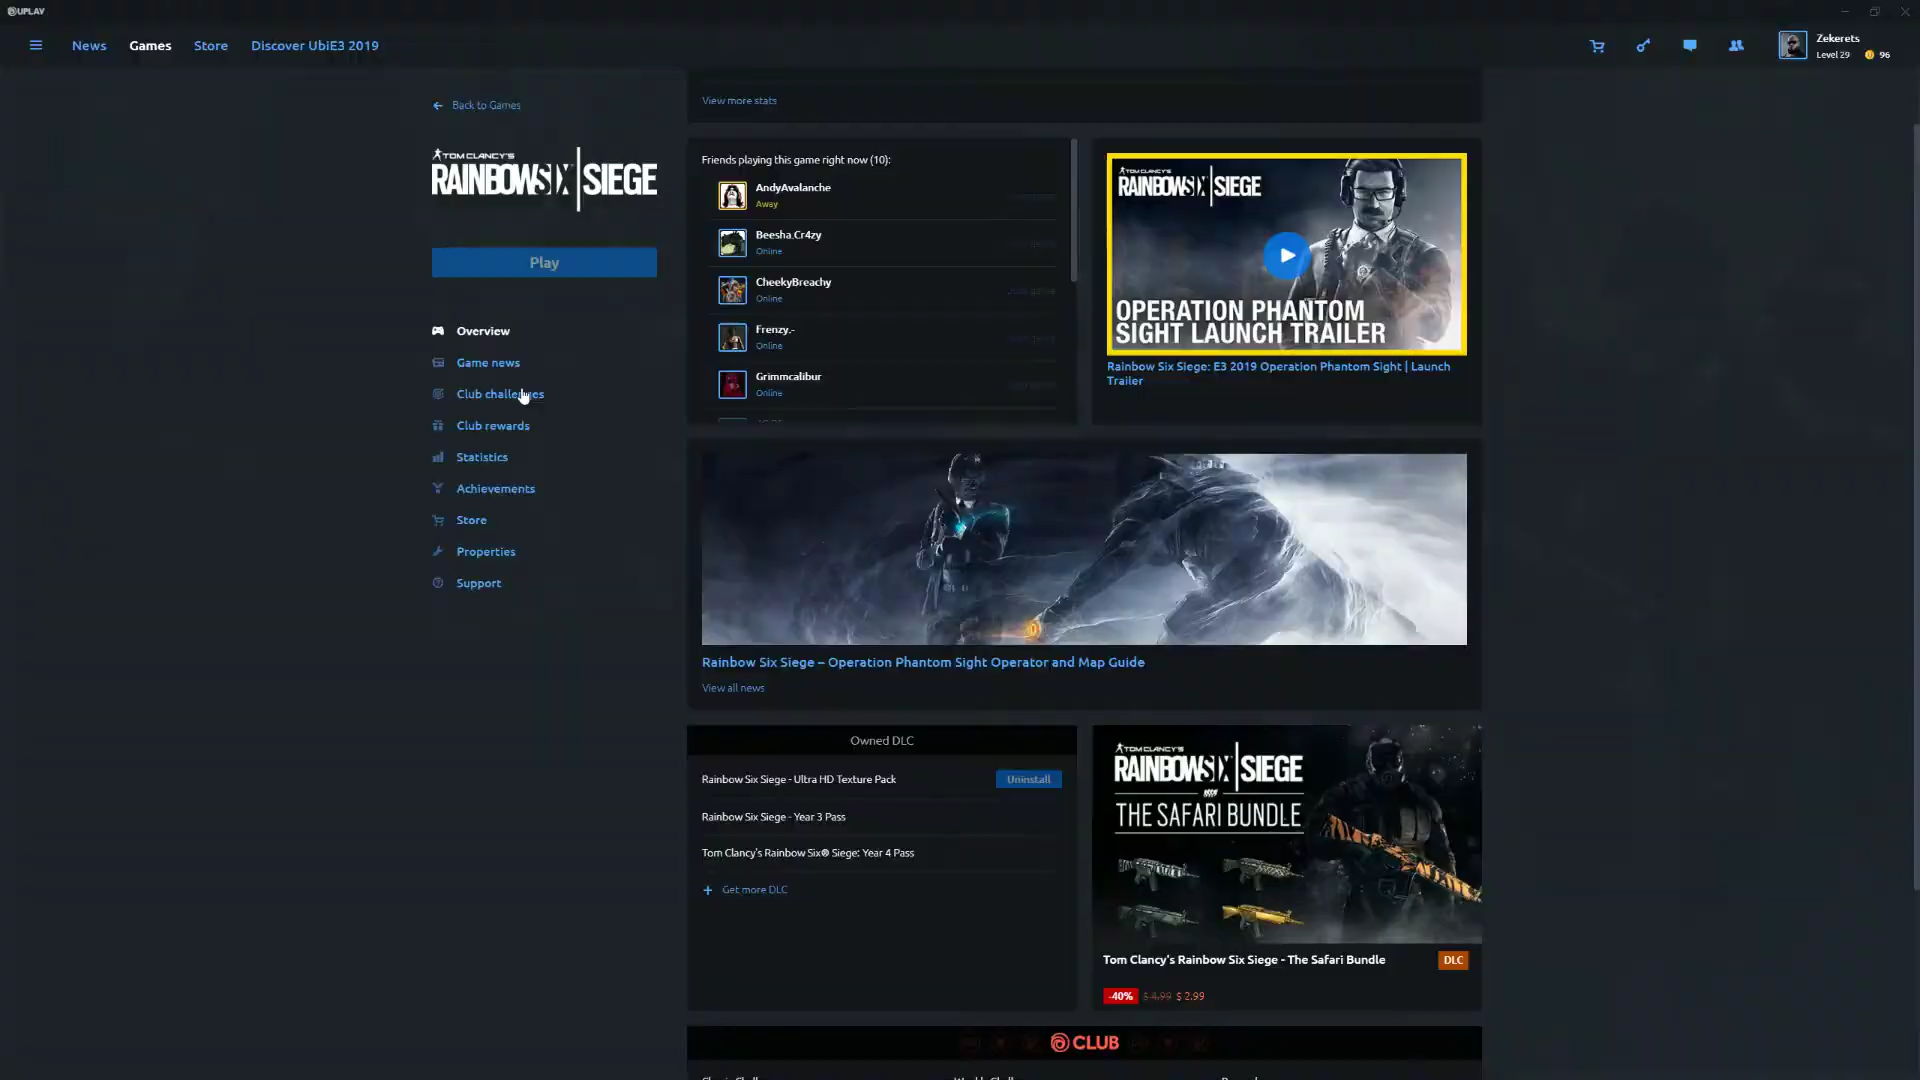 UPLAY
News
Games
Store
Discover UbiE3 2019
Zekerets
Level 29
96
Back to Games
TOM CLANCY'S
RAINBOWSIX|SIEGE
Play
Overview
Game news
Club challenges
Club rewards
Statistics
Achievements
Store
Properties
Support
View more stats
Friends playing this game right now (10):
AndyAvalanche
Away
Beesha.Cr4zy
Online
CheekyBreachy
Online
Frenzy.-
Online
Grimmcalibur
Online
TOM CLANCY'S
RAINBOWSIX|SIEGE
OPERATION PHANTOM
SIGHT LAUNCH TRAILER
Rainbow Six Siege: E3 2019 Operation Phantom Sight | Launch
Trailer
Rainbow Six Siege – Operation Phantom Sight Operator and Map Guide
View all news
Owned DLC
Rainbow Six Siege - Ultra HD Texture Pack
Uninstall
Rainbow Six Siege - Year 3 Pass
Tom Clancy's Rainbow Six® Siege: Year 4 Pass
+ Get more DLC
TOM CLANCY'S
RAINBOWSIX|SIEGE
THE SAFARI BUNDLE
Tom Clancy's Rainbow Six Siege - The Safari Bundle
DLC
-40% $ 4.99 $ 2.99
CLUB